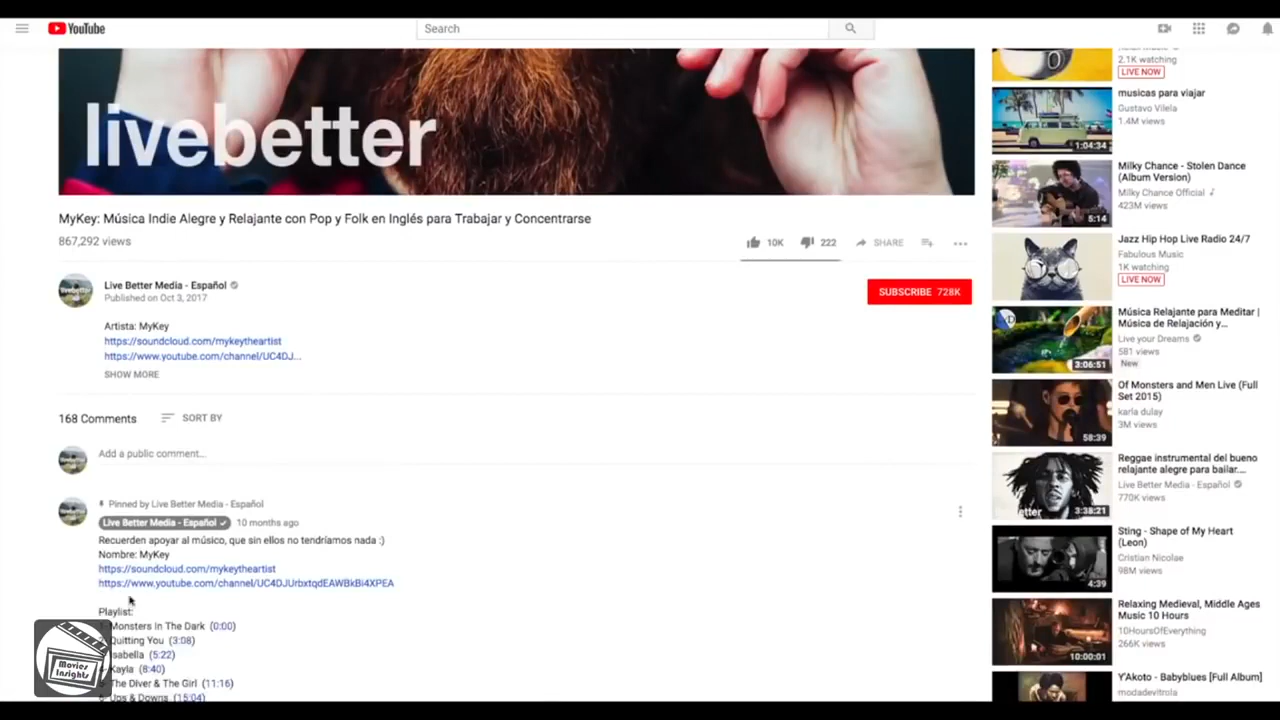 YouTube
Search
livebetter
MyKey: Música Indie Alegre y Relajante con Pop y Folk en Inglés para Trabajar y Concentrarse
867,292 views
10K
222
SHARE
Live Better Media - Español
Published on Oct 3, 2017
SUBSCRIBE 728K
Artista: MyKey
https://soundcloud.com/mykeytheartist
https://www.youtube.com/channel/UC4DJ...
SHOW MORE
168 Comments
SORT BY
Add a public comment...
Pinned by Live Better Media - Español
Live Better Media - Español
10 months ago
Recuerden apoyar al músico, que sin ellos no tendríamos nada :)
Nombre: MyKey
https://soundcloud.com/mykeytheartist
https://www.youtube.com/channel/UC4DJUrbxtqdEAWBkBi4XPEA
Playlist:
Monsters In The Dark (0:00)
Quitting You (3:08)
(5:22)
Kayla (8:40)
The Diver & The Girl (11:16)
Ups & Downs (15:04)
Movies
Insights
2.1K watching
LIVE NOW
musicas para viajar
Gustavo Vilela
1.4M views
1:04:34
Milky Chance - Stolen Dance
(Album Version)
Milky Chance Official
423M views
5:14
Jazz Hip Hop Live Radio 24/7
Fabulous Music
1K watching
LIVE NOW
Música Relajante para Meditar |
Música de Relajación y...
Live your Dreams
581 views
New
3:06:51
Of Monsters and Men Live (Full
Set 2015)
karla dulay
3M views
58:39
Reggae instrumental del bueno
relajante alegre para bailar....
Live Better Media - Español
770K views
etter
3:38:21
Sting - Shape of My Heart
(Leon)
Cristian Nicolae
98M views
4:39
Relaxing Medieval, Middle Ages
Music 10 Hours
10HoursOfEverything
266K views
10:00:01
Y'Akoto - Babyblues [Full Album]
modadevitrola